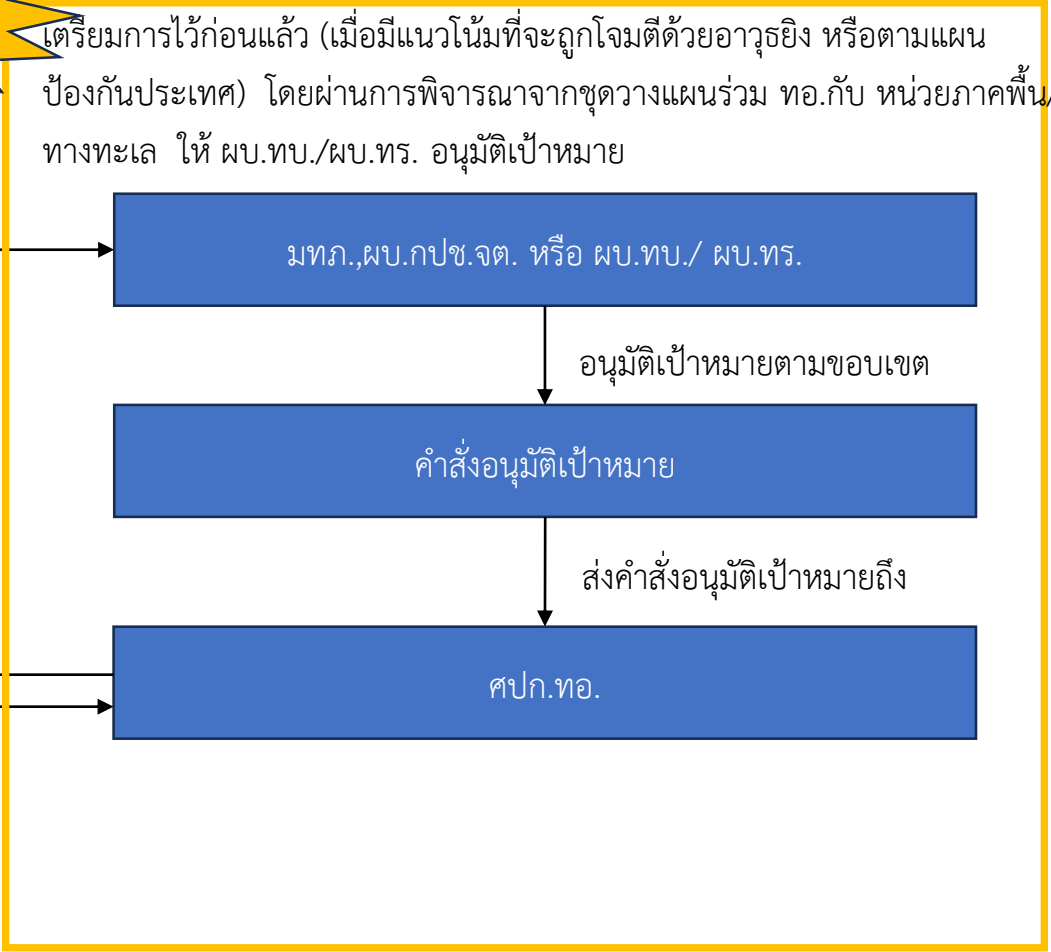 เตรียมการไว้ก่อนแล้ว (เมื่อมีแนวโน้มที่จะถูกโจมตีด้วยอาวุธยิง หรือตามแผน
ป้องกันประเทศ) โดยผ่านการพิจารณาจากชุดวางแผนร่วม ทอ.กับ หน่วยภาคพื้น/
ทางทะเล ให้ ผบ.ทบ./ผบ.ทร. อนุมัติเป้าหมาย
มทภ.,ผบ.กปช.จต. หรือ ผบ.ทบ./ ผบ.ทร.
อนุมัติเป้าหมายตามขอบเขต
คำสั่งอนุมัติเป้าหมาย
ส่งคำสั่งอนุมัติเป้าหมายถึง
ศปก.ทอ.